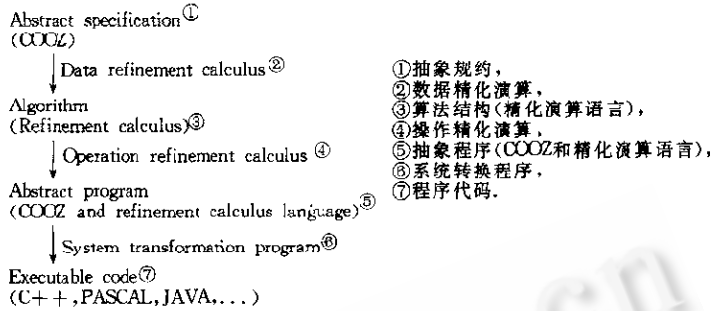 Abstract specification①
(COOZ)
Data refinement calculus②
Algorithm
(Refinement calculus)③
Operation refinement calculus ④
Abstract program
(COOZ and refinement calculus language)⑤
System transformation program⑥
Executable code⑦
(C++,PASCAL,JAVA,...)
①抽象规约,
②数据精化演算,
③算法结构(精化演算语言),
④操作精化演算,
⑤抽象程序(COOZ和精化演算语言),
⑥系统转换程序,
⑦程序代码.